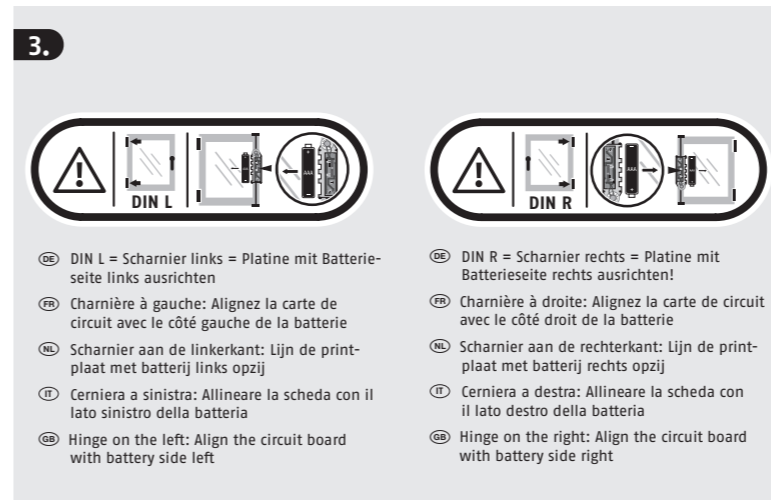 3.
DIN L
AAA
DE DIN L = Scharnier links = Platine mit Batterie-
seite links ausrichten
FR Charnière à gauche: Alignez la carte de
circuit avec le côté gauche de la batterie
NL Scharnier aan de linkerkant: Lijn de print-
plaat met batterij links opzij
IT Cerniera a sinistra: Allineare la scheda con il
lato sinistro della batteria
GB Hinge on the left: Align the circuit board
with battery side left
DIN R
AAA
DE DIN R = Scharnier rechts = Platine mit
Batterieseite rechts ausrichten!
FR Charnière à droite: Alignez la carte de circuit
avec le côté droit de la batterie
NL Scharnier aan de rechterkant: Lijn de print-
plaat met batterij rechts opzij
IT Cerniera a destra: Allineare la scheda con
il lato destro della batteria
GB Hinge on the right: Align the circuit board
with battery side right